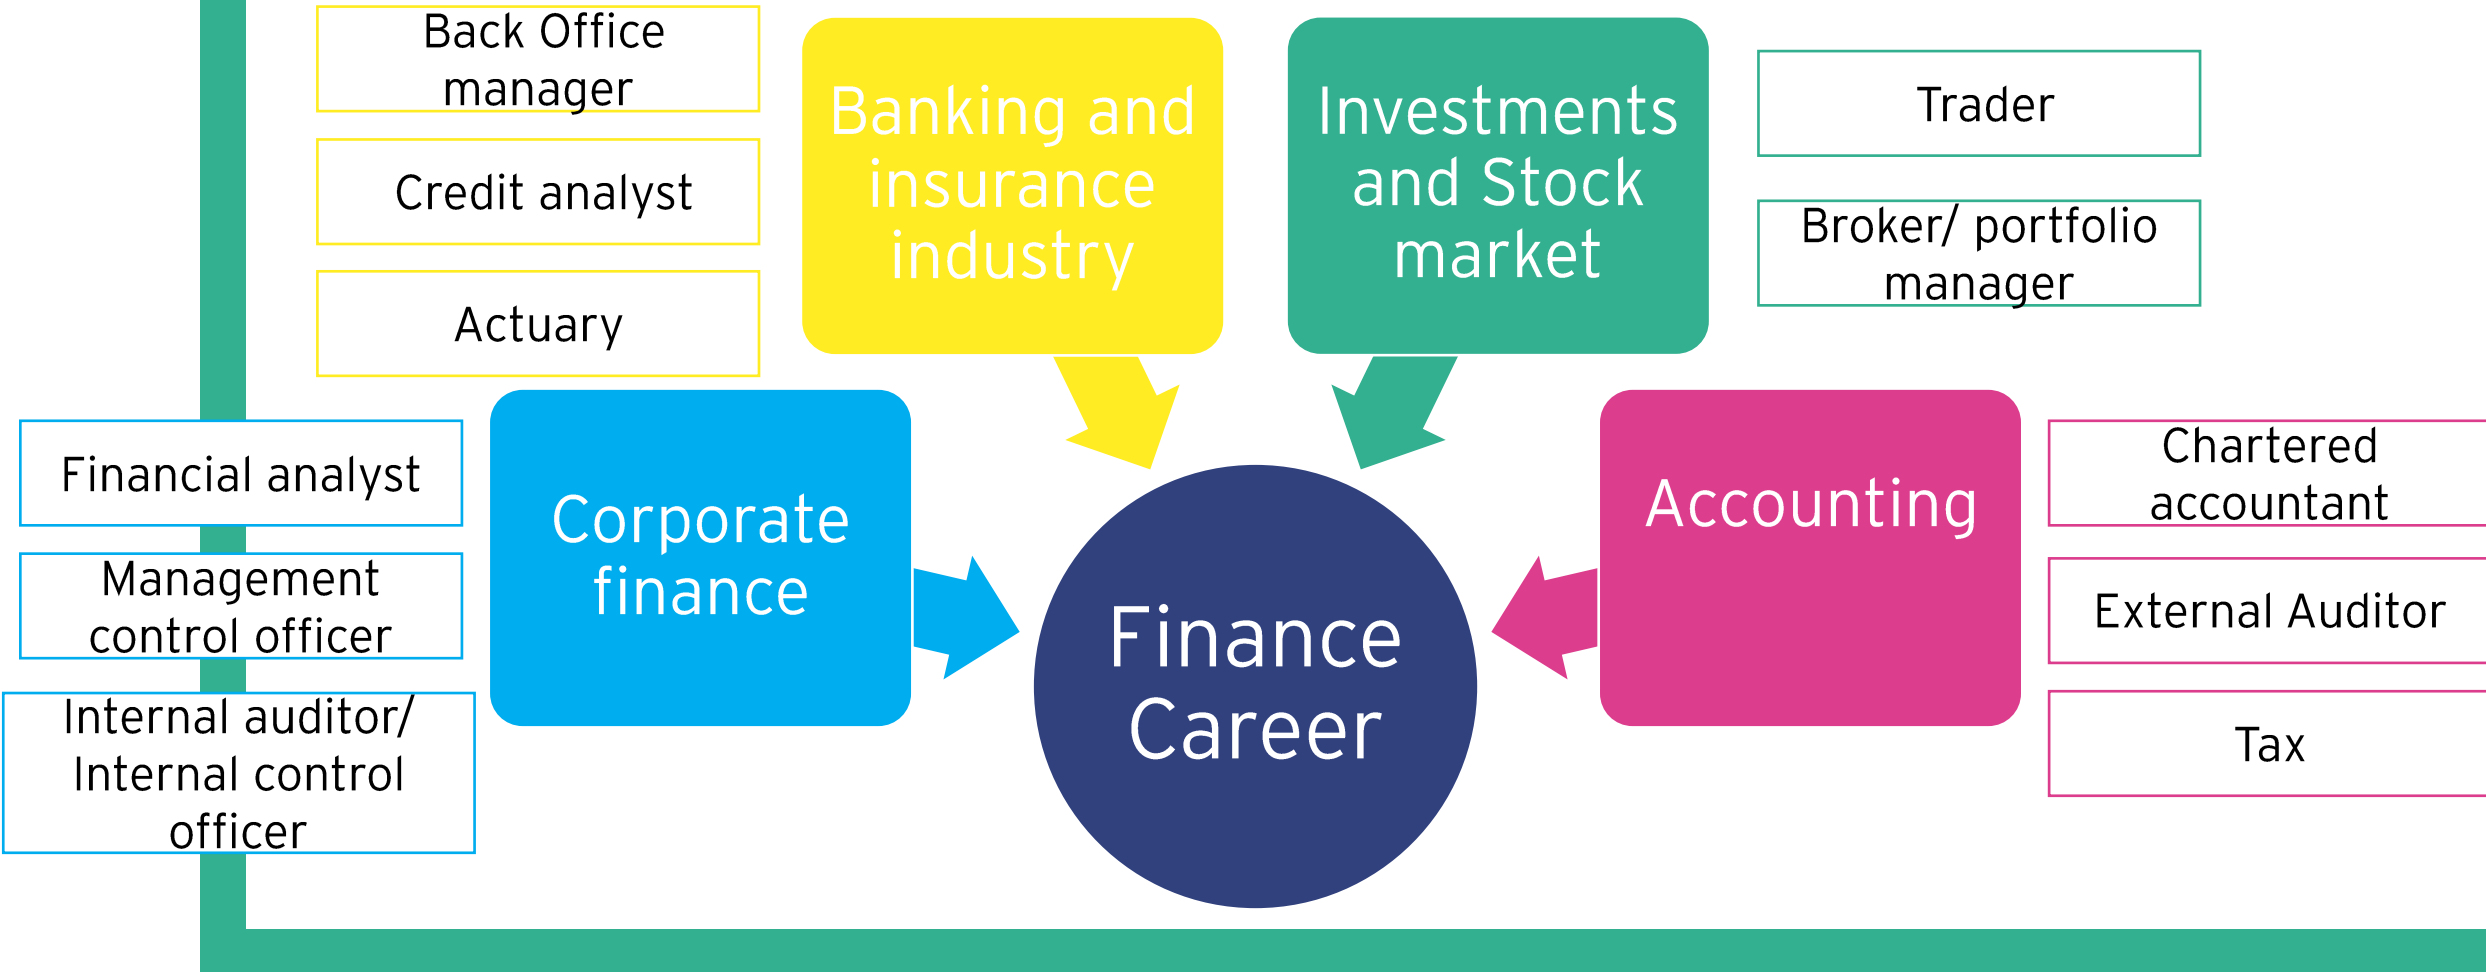 Back Office
manager
Credit analyst
Actuary
Banking and
insurance
industry
Investments
and Stock
market
Trader
Broker/ portfolio
manager
Financial analyst
Management
control officer
Internal auditor/
Internal control
officer
Corporate
finance
Finance
Career
Accounting
Chartered
accountant
External Auditor
Tax